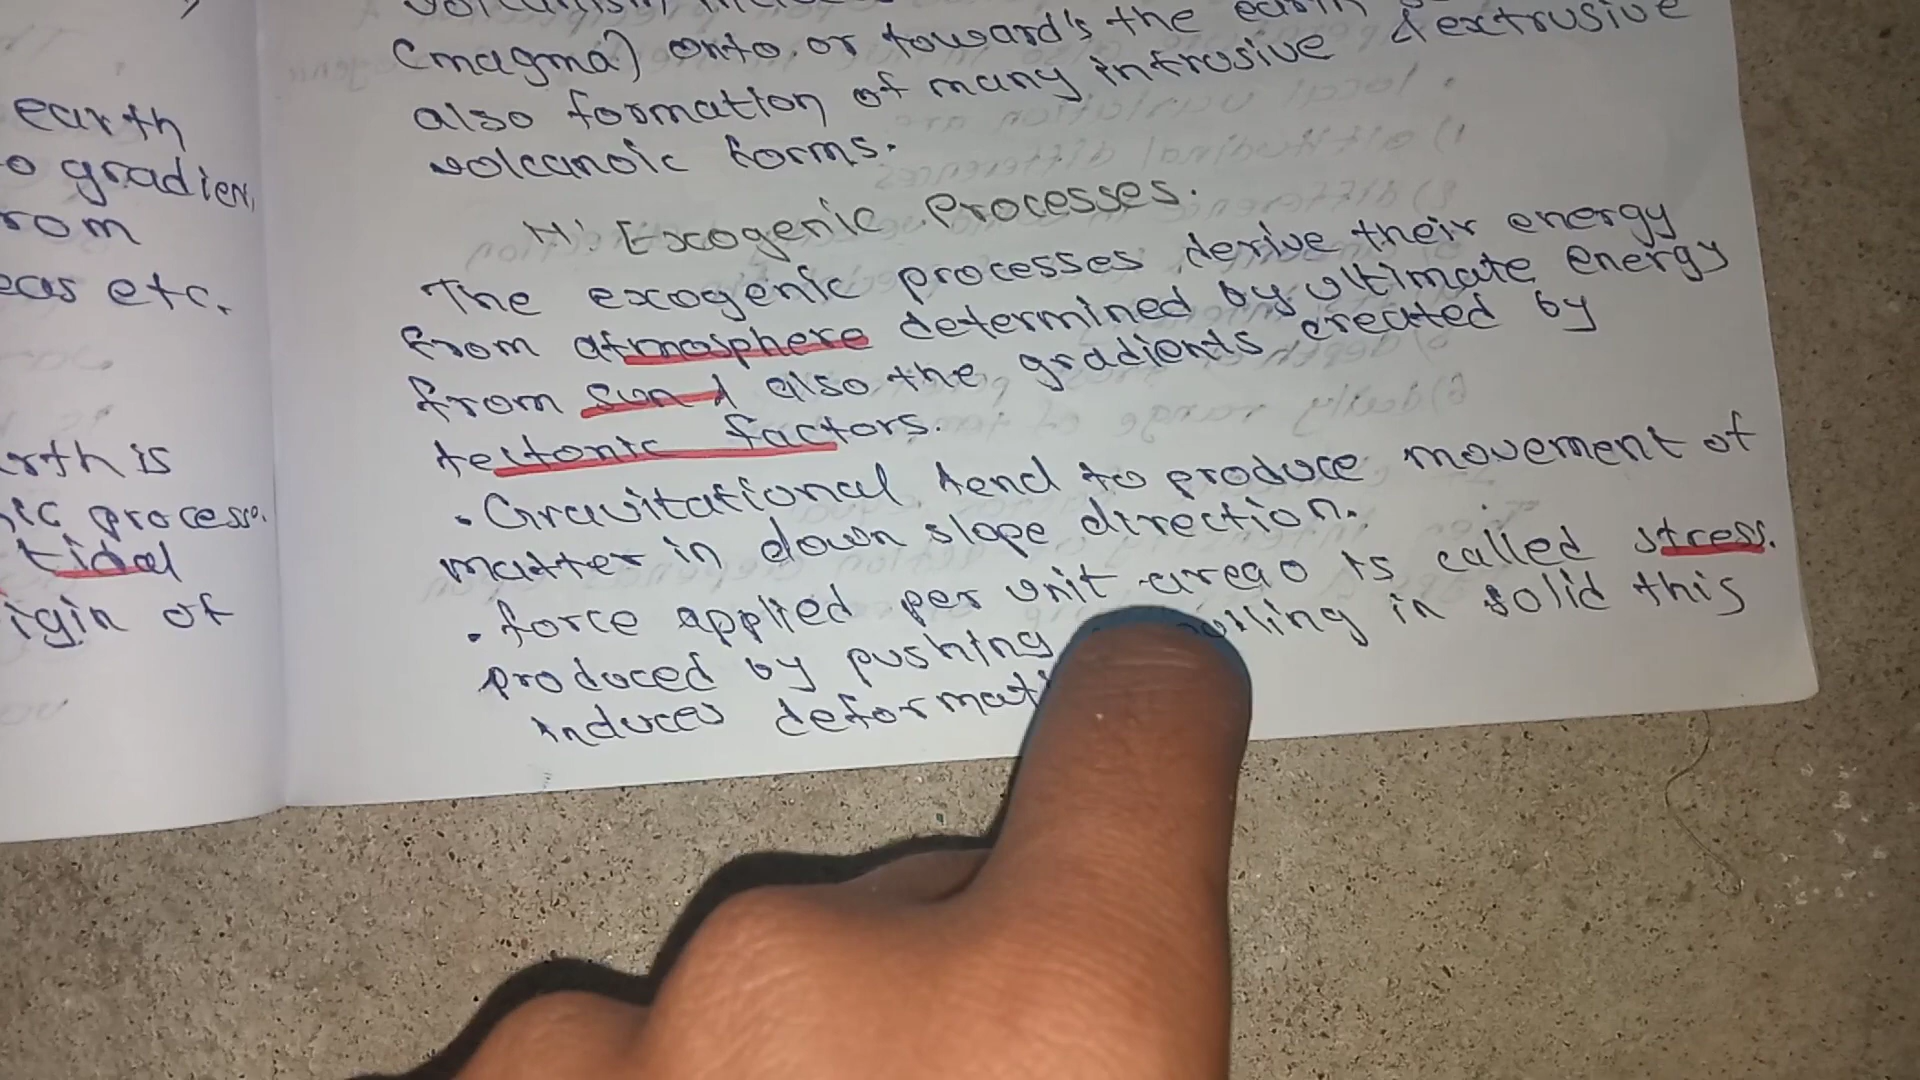 earth
o gradien,
rom
eas etc.
rth is
ic process.
tidal
igin of
(magma) onto or toward's the earth
also formation of many intrusive & extrusive
volcanoic forms.
H: Exogenic Processes.
The exogenic processes derive their energy
from atmosphere determined by ultimate energy
from sun & also the gradients created by
tectonic factors.
• Gravitational tend to produce movement of
matter in down slope direction.
• force applied per unit area is called stress.
produced by pushing in solid this
induces deformati